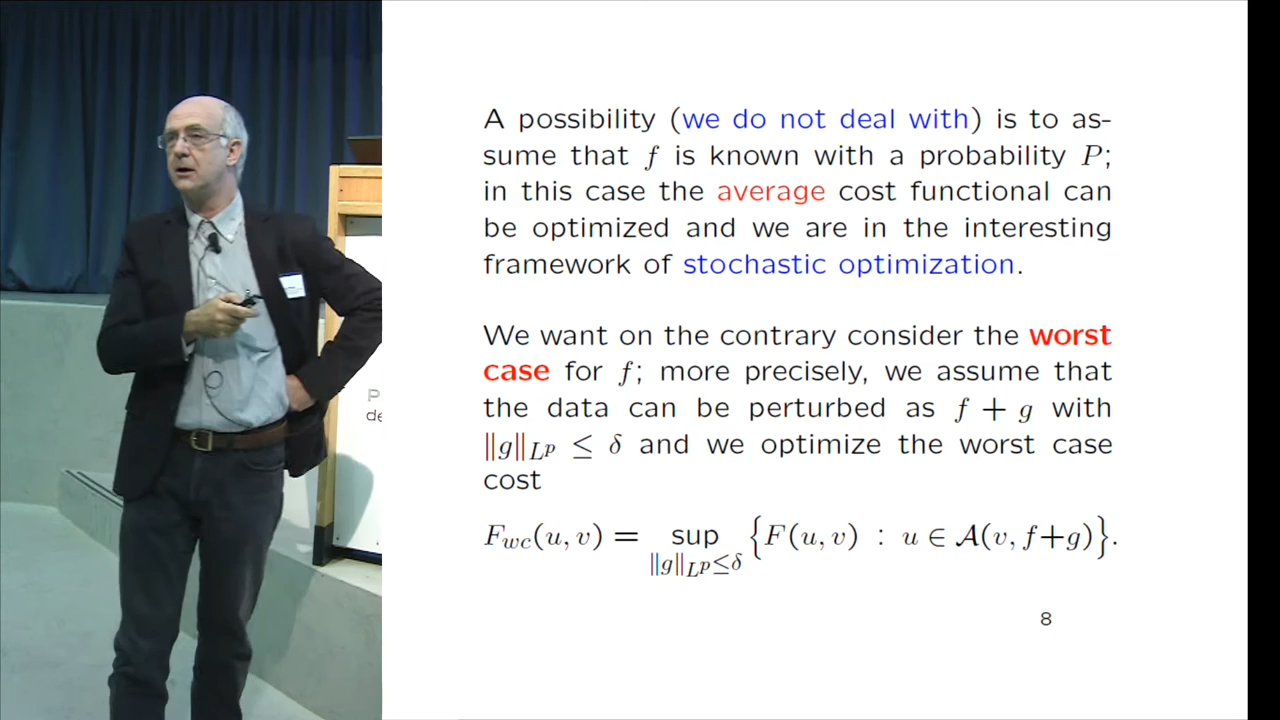 A possibility (we do not deal with) is to as-
sume that f is known with a probability P;
in this case the average cost functional can
be optimized and we are in the interesting
framework of stochastic optimization.
We want on the contrary consider the worst
case for f; more precisely, we assume that
the data can be perturbed as f + g with
‖g‖_{L^p} ≤ δ and we optimize the worst case
cost
F_{wc}(u, v) = sup_{‖g‖_{L^p}≤δ} {F(u, v) : u ∈ 𝒜(v, f+g)}.
8